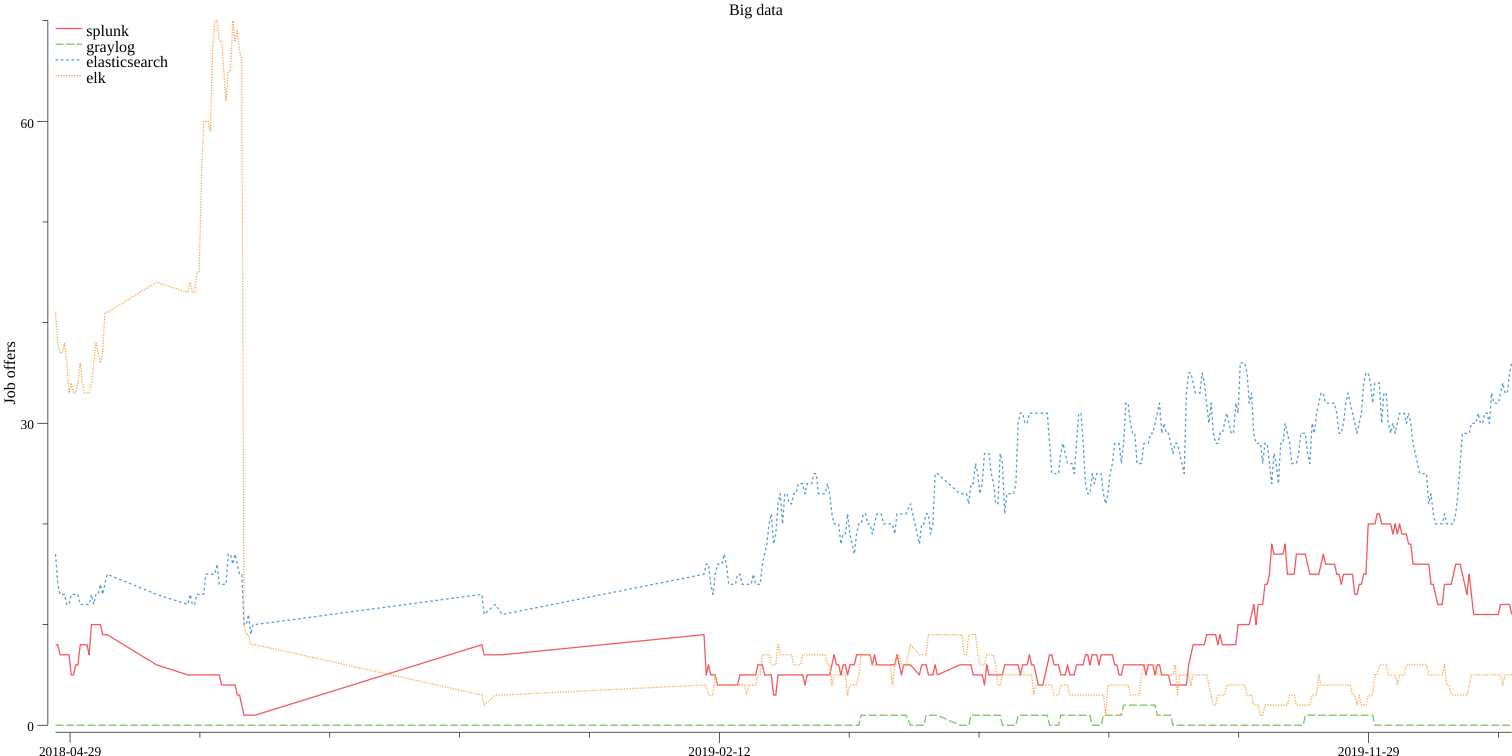 Big data
splunk
graylog
elasticsearch
elk
60
Job offers
30
0
2018-04-29
2019-02-12
2019-11-29